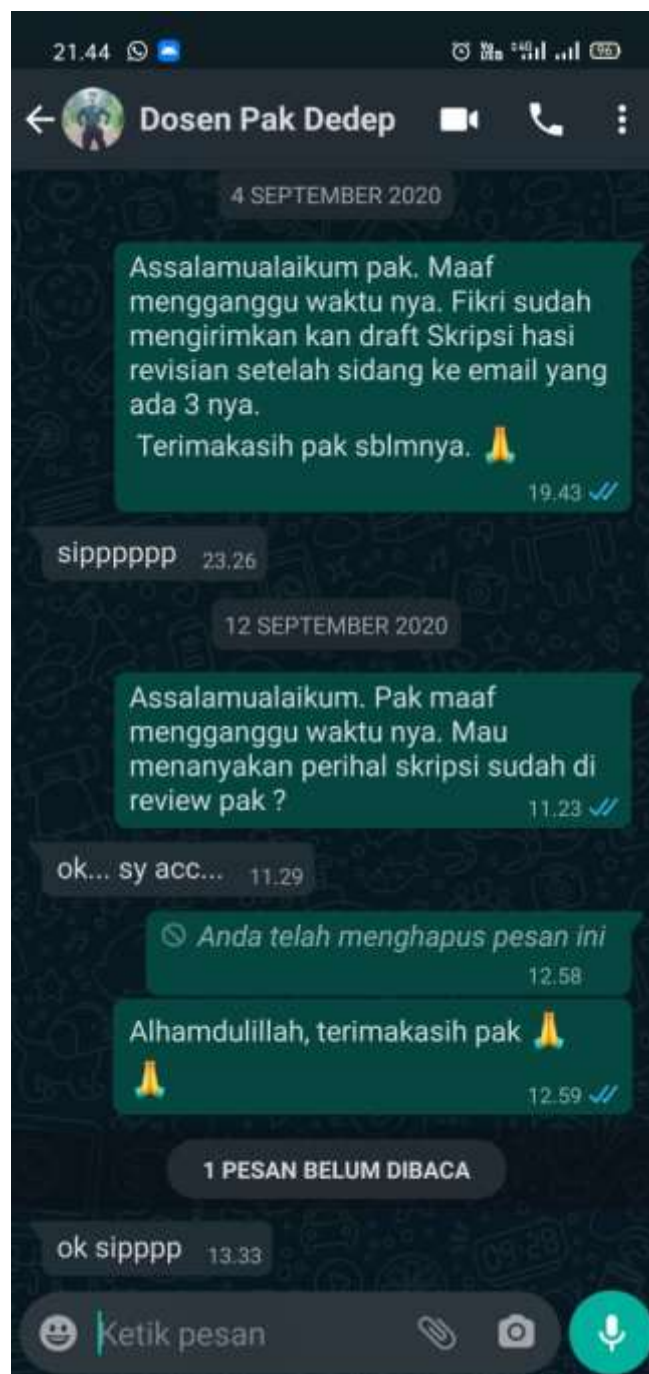 21.44
96
Dosen Pak Dedep
4 SEPTEMBER 2020
Assalamualaikum pak. Maaf
mengganggu waktu nya. Fikri sudah
mengirimkan kan draft Skripsi hasi
revisian setelah sidang ke email yang
ada 3 nya.
Terimakasih pak sblmnya. 🙏
19.43
sipppppp 23.26
12 SEPTEMBER 2020
Assalamualaikum. Pak maaf
mengganggu waktu nya. Mau
menanyakan perihal skripsi sudah di
review pak ?
11.23
ok... sy acc... 11.29
Anda telah menghapus pesan ini
12.58
Alhamdulillah, terimakasih pak 🙏
🙏
12.59
1 PESAN BELUM DIBACA
ok sipppp 13.33
Ketik pesan